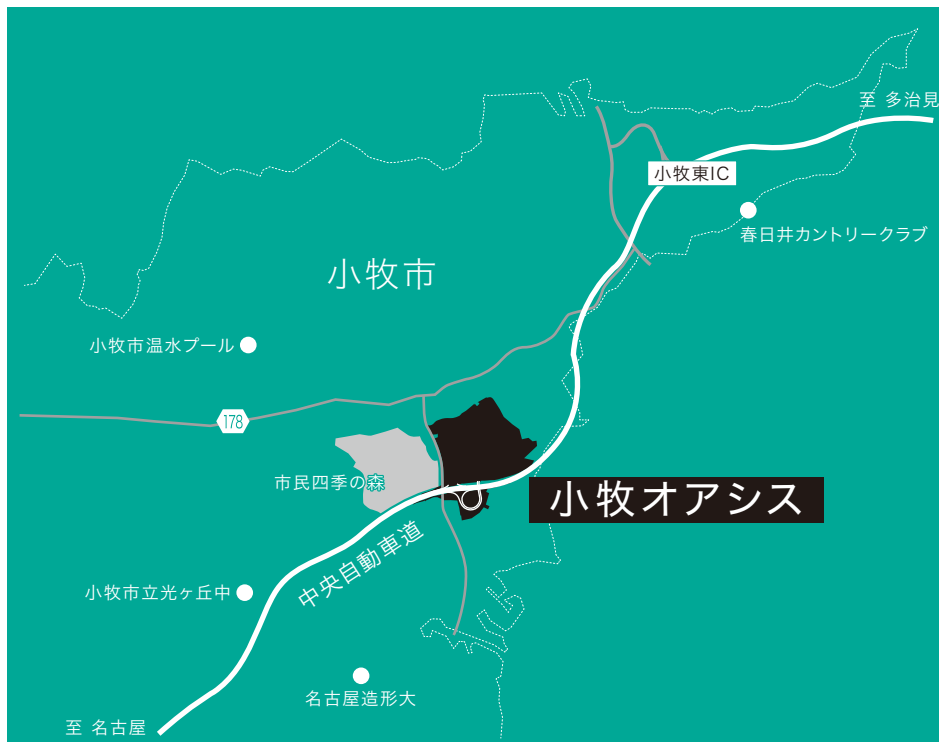 至 多治見
小牧東IC
春日井カントリークラブ
小牧市
小牧市温水プール
178
市民四季の森
小牧オアシス
中央自動車道
小牧市立光ヶ丘中
名古屋造形大
至 名古屋